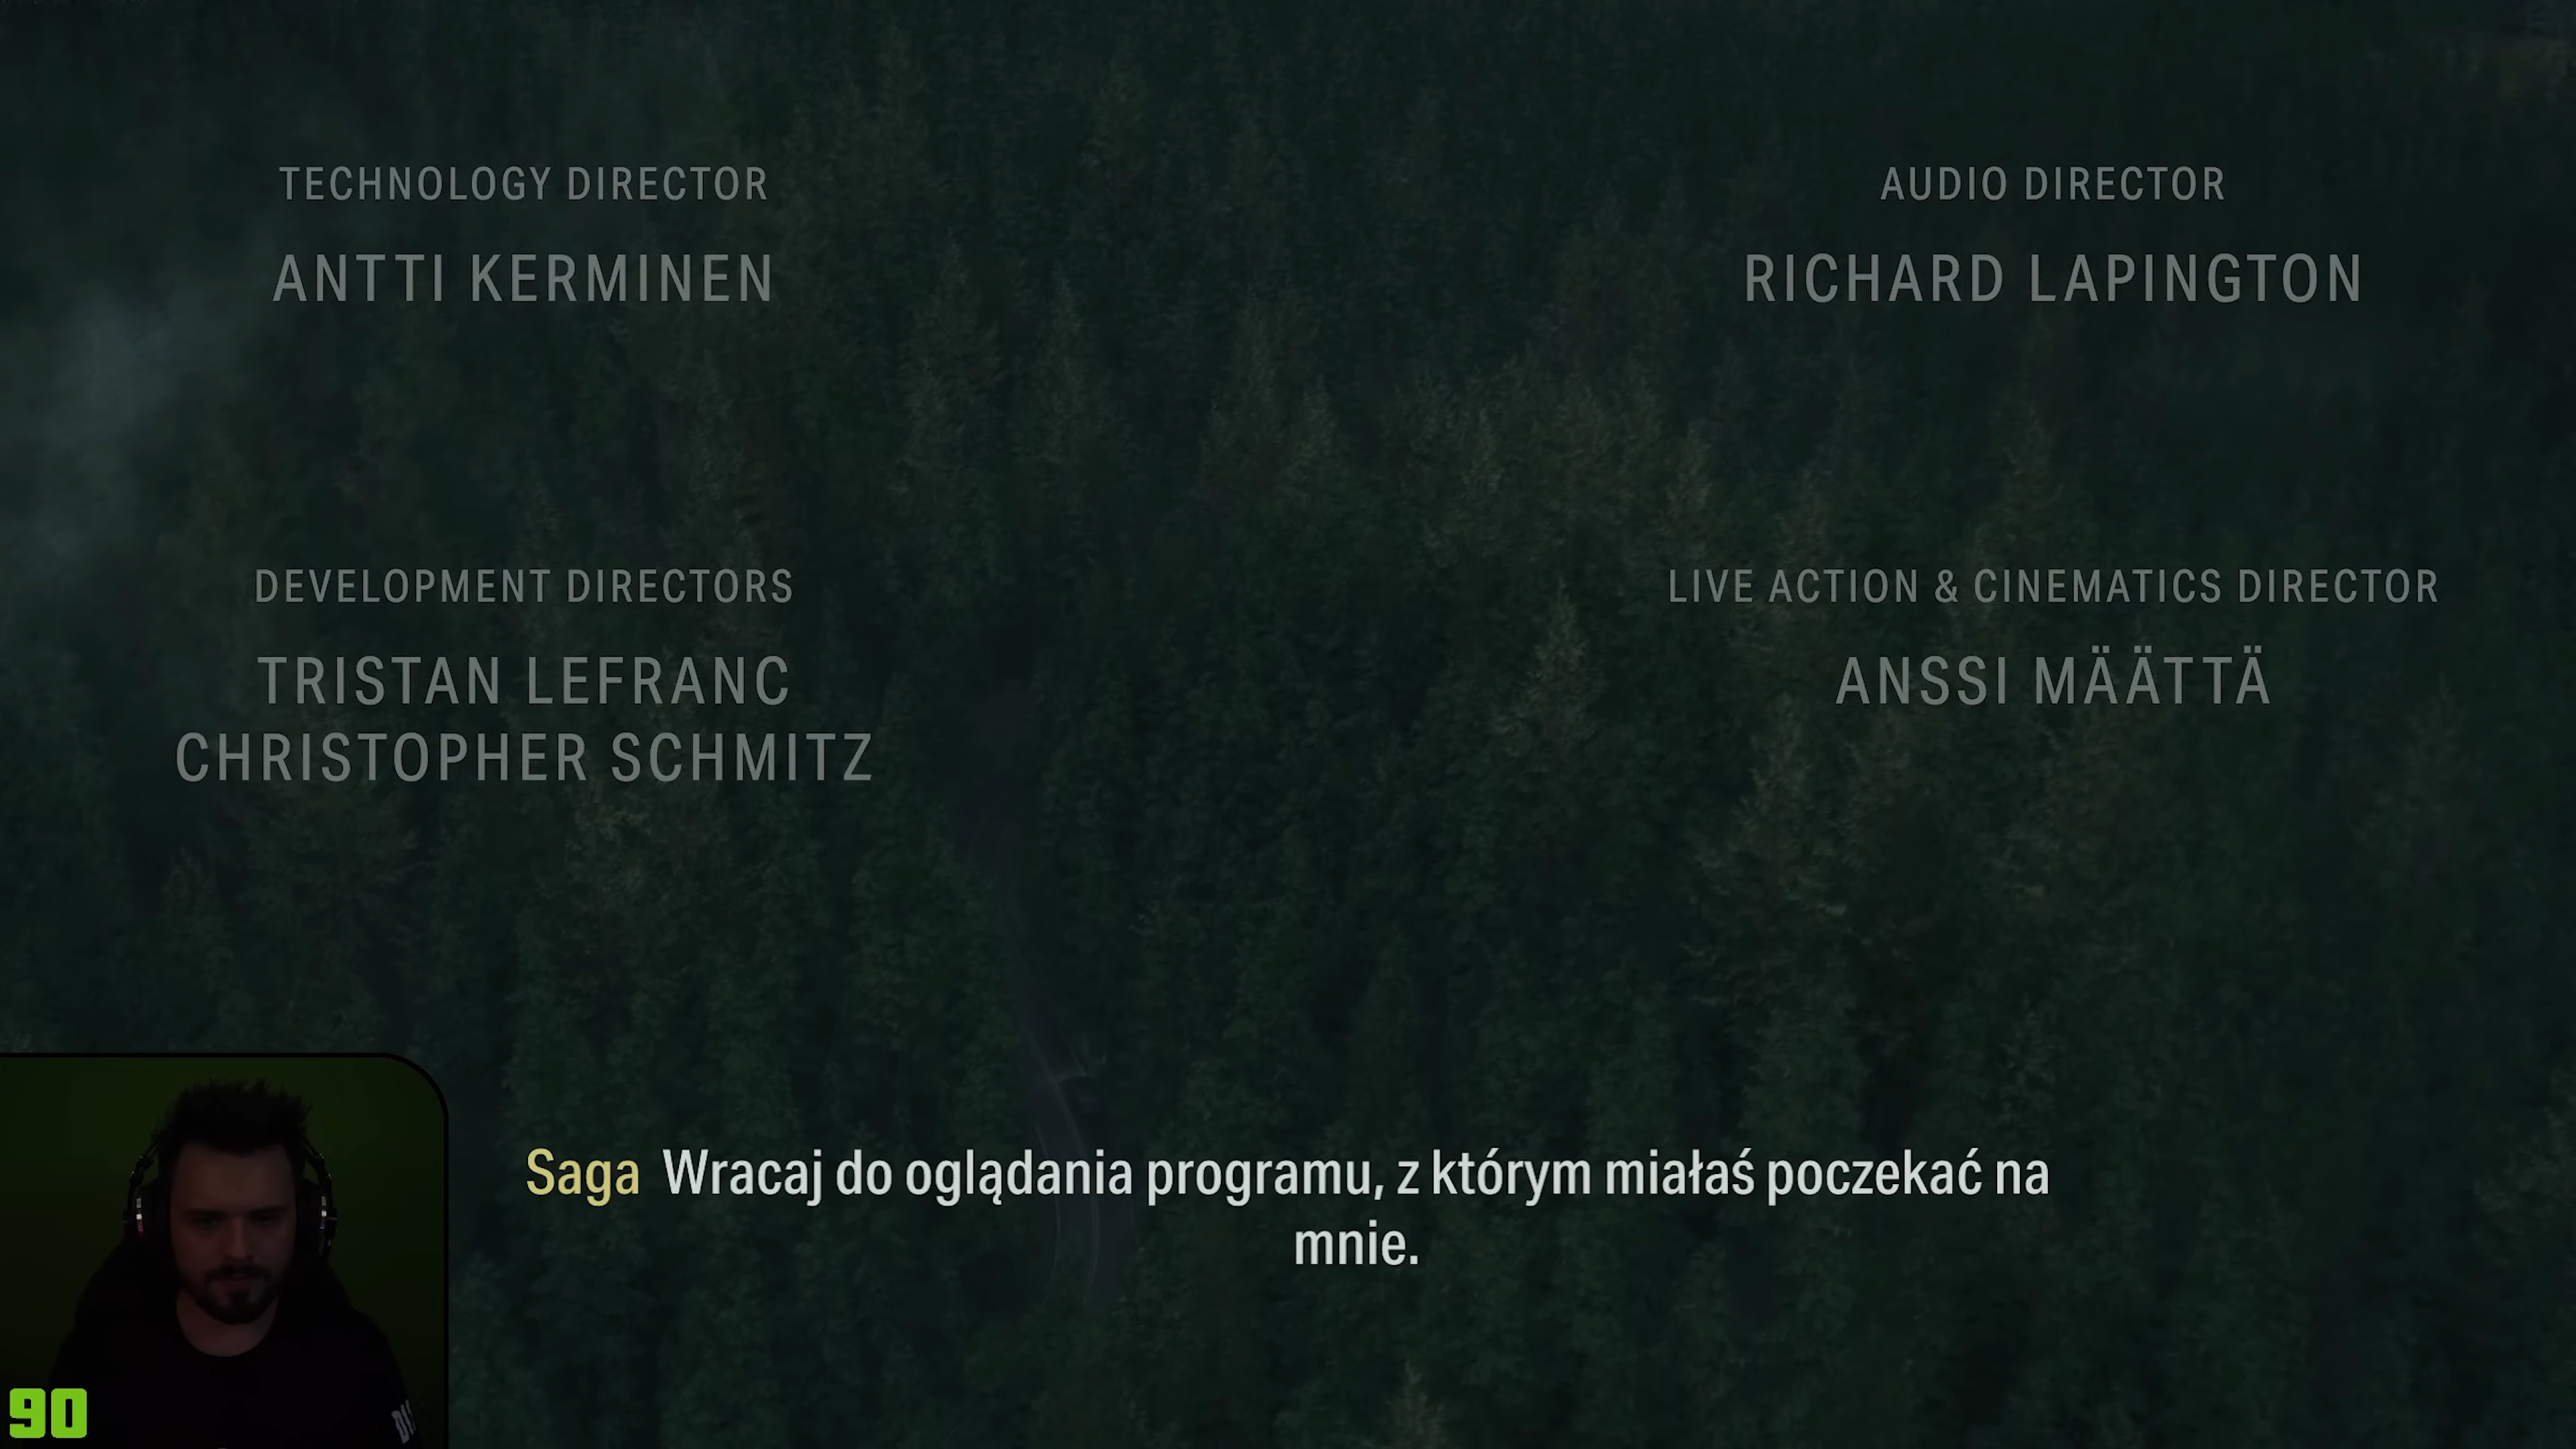 TECHNOLOGY DIRECTOR
ANTTI KERMINEN
AUDIO DIRECTOR
RICHARD LAPINGTON
DEVELOPMENT DIRECTORS
TRISTAN LEFRANC
CHRISTOPHER SCHMITZ
LIVE ACTION & CINEMATICS DIRECTOR
ANSSI MÄÄTTÄ
Saga Wracaj do oglądania programu, z którym miałaś poczekać na
mnie.
90